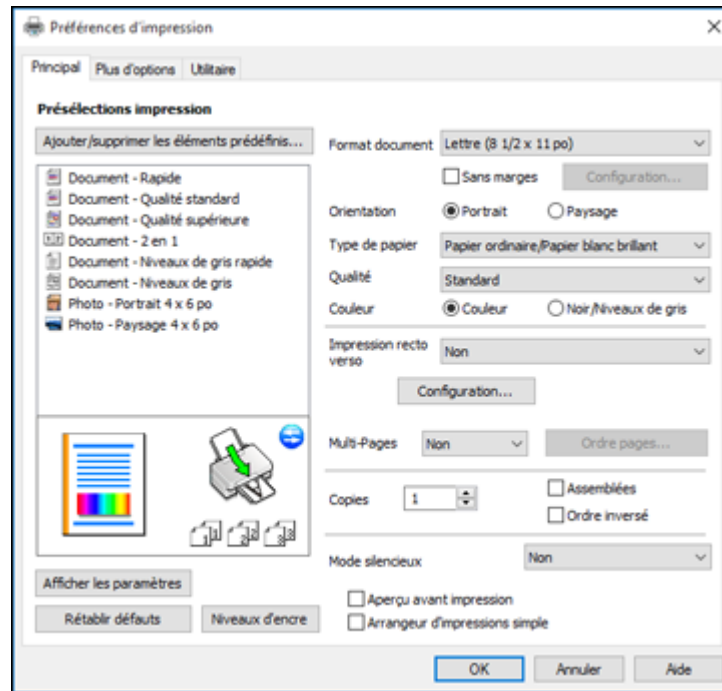 Préférences d'impression
Principal
Plus d'options
Utilitaire
Présélections impression
Ajouter/supprimer les éléments prédéfinis...
Document - Rapide
Document - Qualité standard
Document - Qualité supérieure
Document - 2 en 1
Document - Niveaux de gris rapide
Document - Niveaux de gris
Photo - Portrait 4 x 6 po
Photo - Paysage 4 x 6 po
Afficher les paramètres
Rétablir défauts
Niveaux d'encre
Format document
Lettre (8 1/2 x 11 po)
Sans marges
Configuration...
Orientation
Portrait
Paysage
Type de papier
Papier ordinaire/Papier blanc brillant
Qualité
Standard
Couleur
Couleur
Noir/Niveaux de gris
Impression recto
verso
Non
Configuration...
Multi-Pages
Non
Ordre pages...
Copies
1
Assemblées
Ordre inversé
Mode silencieux
Non
Aperçu avant impression
Arrangeur d'impressions simple
OK
Annuler
Aide